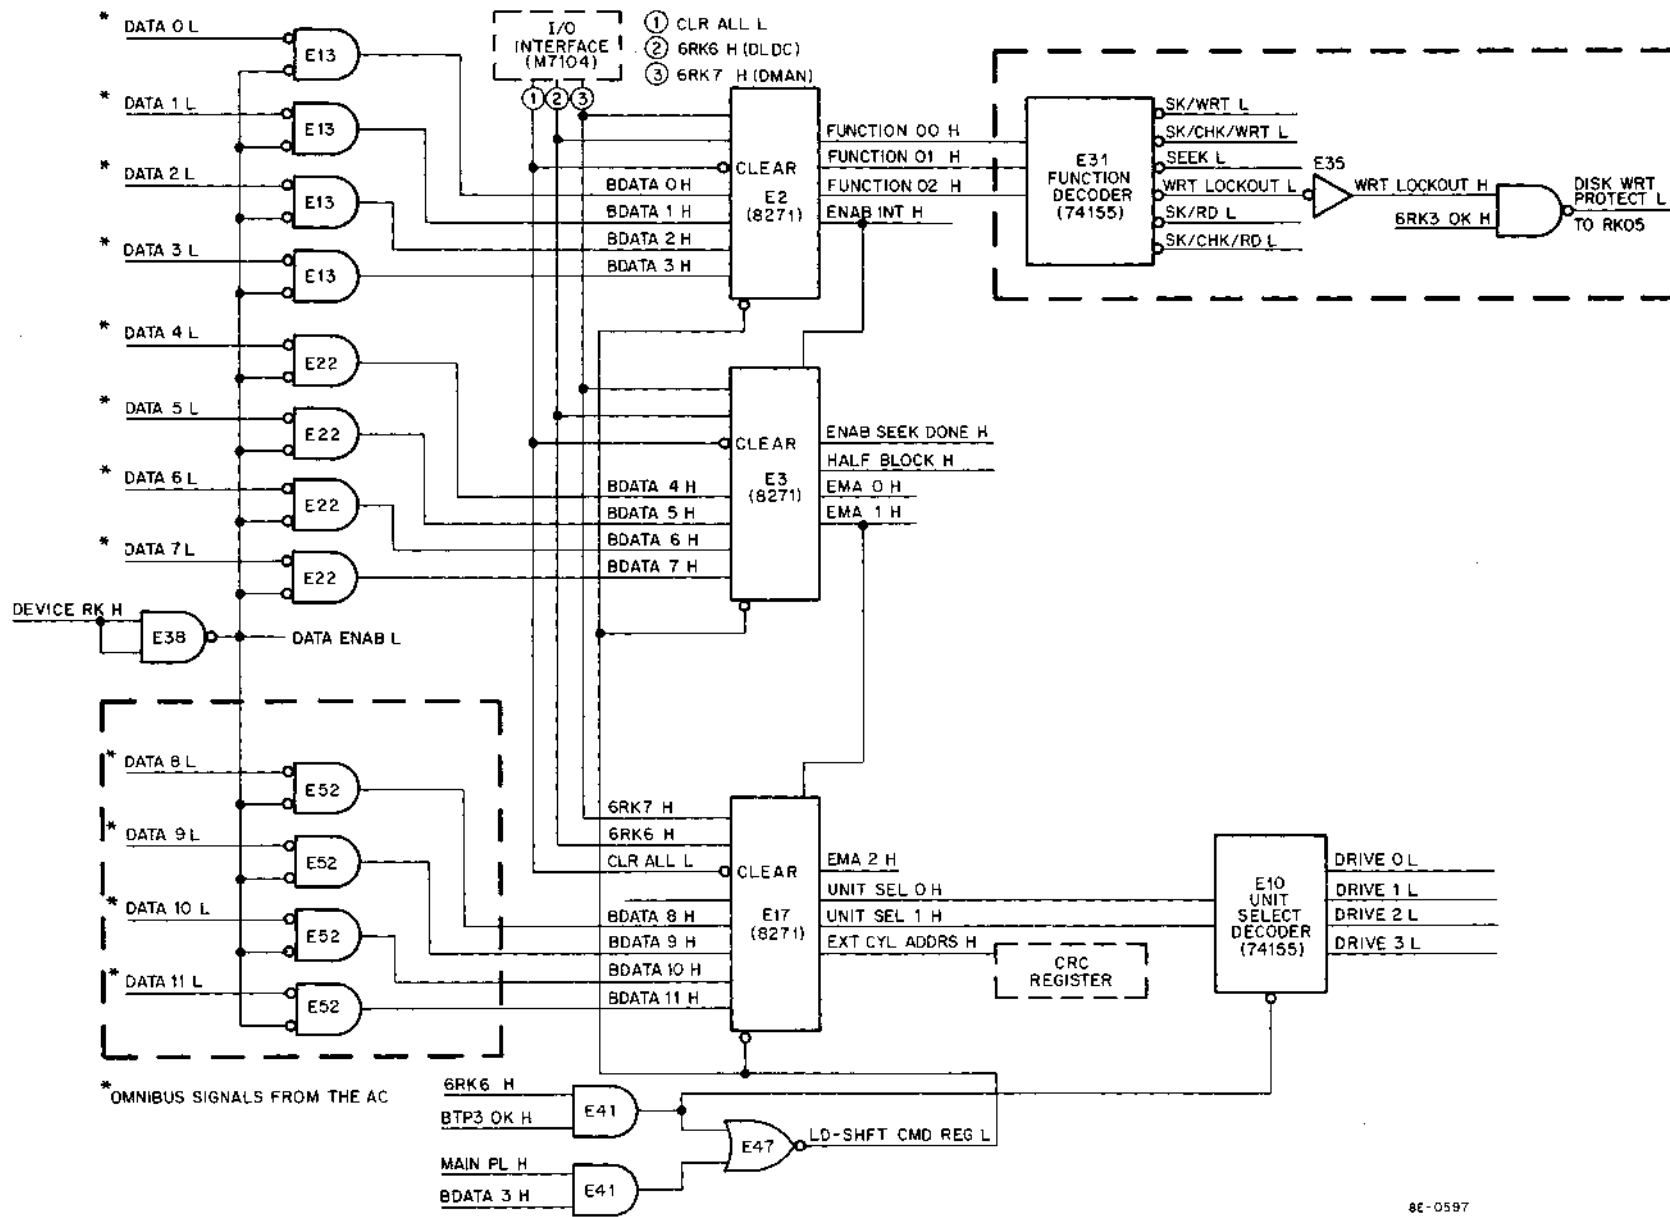 * DATA 0 L
E13
* DATA 1 L
E13
* DATA 2 L
E13
* DATA 3 L
E13
* DATA 4 L
E22
* DATA 5 L
E22
* DATA 6 L
E22
* DATA 7 L
E22
DEVICE RK H
E38
DATA ENAB L
* DATA 8 L
E52
* DATA 9 L
E52
* DATA 10 L
E52
* DATA 11 L
E52
*OMNIBUS SIGNALS FROM THE AC
I/O
INTERFACE
(M7104)
1 CLR ALL L
2 6RK6 H (DLDC)
3 6RK7 H (DMAN)
1 2 3
BDATA 0 H
BDATA 1 H
BDATA 2 H
BDATA 3 H
CLEAR
E2
(8271)
FUNCTION 00 H
FUNCTION 01 H
FUNCTION 02 H
ENAB INT H
E31
FUNCTION
DECODER
(74155)
SK/WRT L
SK/CHK/WRT L
SEEK L
WRT LOCKOUT L
SK/RD L
SK/CHK/RD L
E35
WRT LOCKOUT H
6RK3 OK H
DISK WRT
PROTECT L
TO RK05
BDATA 4 H
BDATA 5 H
BDATA 6 H
BDATA 7 H
CLEAR
E3
(8271)
ENAB SEEK DONE H
HALF BLOCK H
EMA 0 H
EMA 1 H
6RK7 H
6RK6 H
CLR ALL L
BDATA 8 H
BDATA 9 H
BDATA 10 H
BDATA 11 H
CLEAR
E17
(8271)
EMA 2 H
UNIT SEL 0 H
UNIT SEL 1 H
EXT CYL ADDRS H
CRC
REGISTER
E10
UNIT
SELECT
DECODER
(74155)
DRIVE 0 L
DRIVE 1 L
DRIVE 2 L
DRIVE 3 L
6RK6 H
BTP3 OK H
E41
MAIN PL H
BDATA 3 H
E41
E47
LD-SHFT CMD REG L
8E-0597